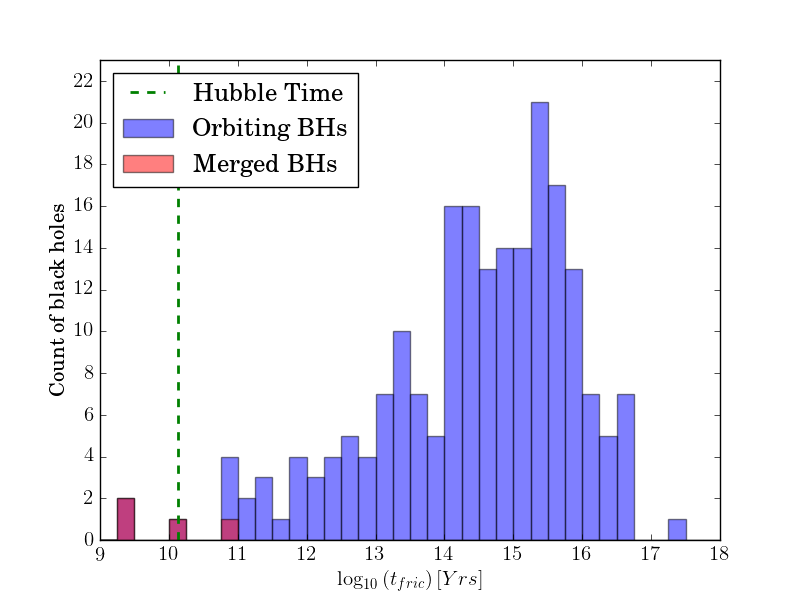 Hubble Time
Orbiting BHs
Merged BHs
Count of black holes
22
20
18
16
14
12
10
8
6
4
2
0
9 10 11 12 13 14 15 16 17 18
log₁₀ (t_fric) [Yrs]